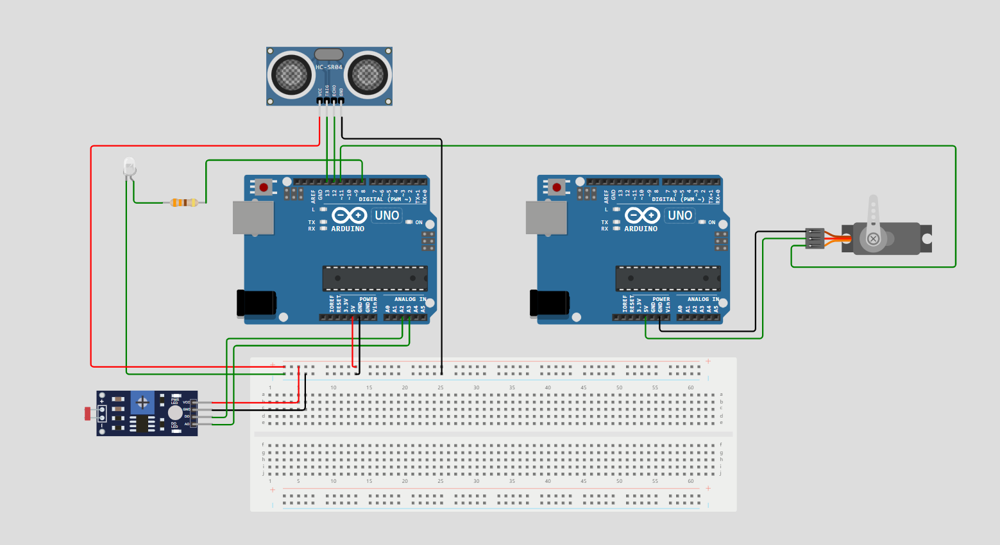 HC-SR04
VCC
TRIG
ECHO
GND
AREF
GND
13
12
~11
~10
~9
8
7
~6
~5
4
~3
2
TX→1
RX←0
DIGITAL (PWM ~)
L
TX
RX
UNO
ON
ARDUINO
IOREF
RESET
3.3V
5V
GND
GND
Vin
POWER
A0
A1
A2
A3
A4
A5
ANALOG IN
AREF
GND
13
12
~11
~10
~9
8
7
~6
~5
4
~3
2
TX→1
RX←0
DIGITAL (PWM ~)
L
TX
RX
UNO
ON
ARDUINO
IOREF
RESET
3.3V
5V
GND
GND
Vin
POWER
A0
A1
A2
A3
A4
A5
ANALOG IN
PWR
LED
DO
LED
VCC
GND
DO
AO
1 5 10 15 20 25 30 35 40 45 50 55 60
a a
b b
c c
d d
e e
f f
g g
h h
i i
j j
1 5 10 15 20 25 30 35 40 45 50 55 60